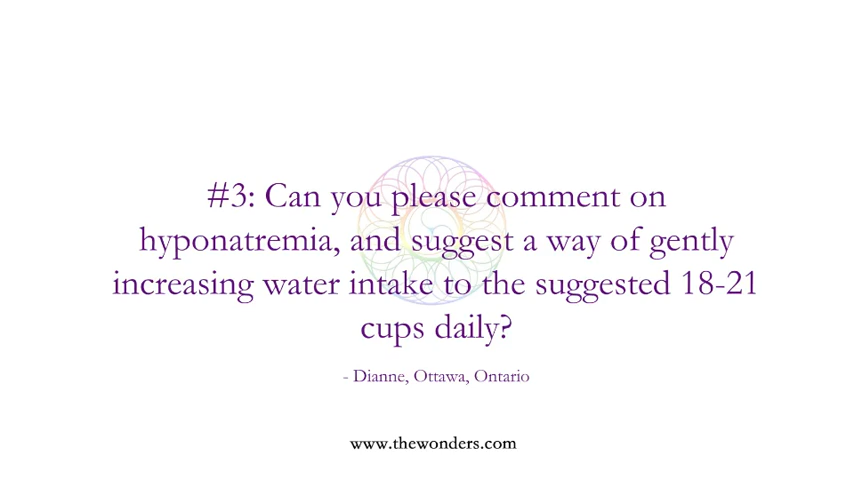 #3: Can you please comment on
hyponatremia, and suggest a way of gently
increasing water intake to the suggested 18-21
cups daily?
- Dianne, Ottawa, Ontario
www.thewonders.com